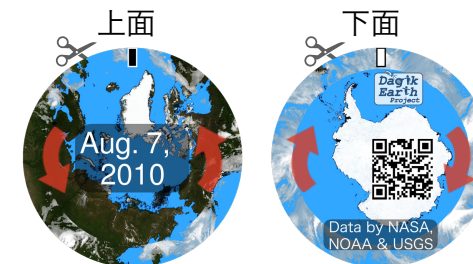 上面
下面
Aug. 7,
2010
Dagik
Earth
Project
Data by NASA,
NOAA & USGS